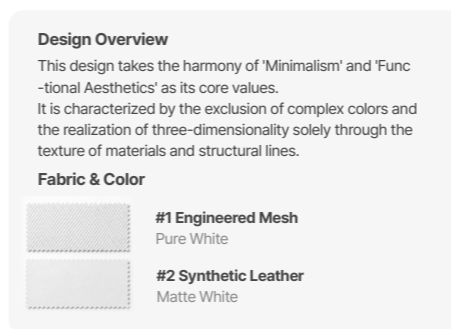 Design Overview
This design takes the harmony of 'Minimalism' and 'Func
-tional Aesthetics' as its core values.
It is characterized by the exclusion of complex colors and
the realization of three-dimensionality solely through the
texture of materials and structural lines.
Fabric & Color
#1 Engineered Mesh
Pure White
#2 Synthetic Leather
Matte White